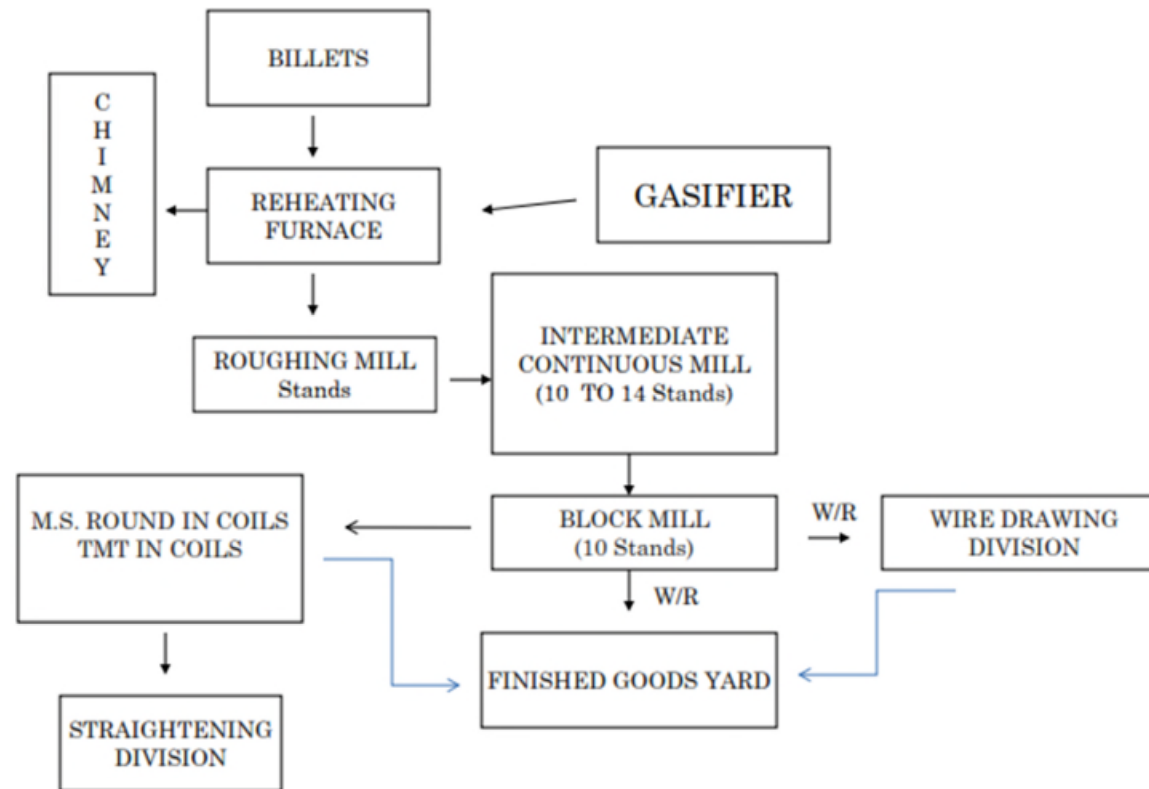 BILLETS
C
H
I
M
N
E
Y
REHEATING
FURNACE
GASIFIER
ROUGHING MILL
Stands
INTERMEDIATE
CONTINUOUS MILL
(10 TO 14 Stands)
M.S. ROUND IN COILS
TMT IN COILS
BLOCK MILL
(10 Stands)
W/R
WIRE DRAWING
DIVISION
W/R
FINISHED GOODS YARD
STRAIGHTENING
DIVISION